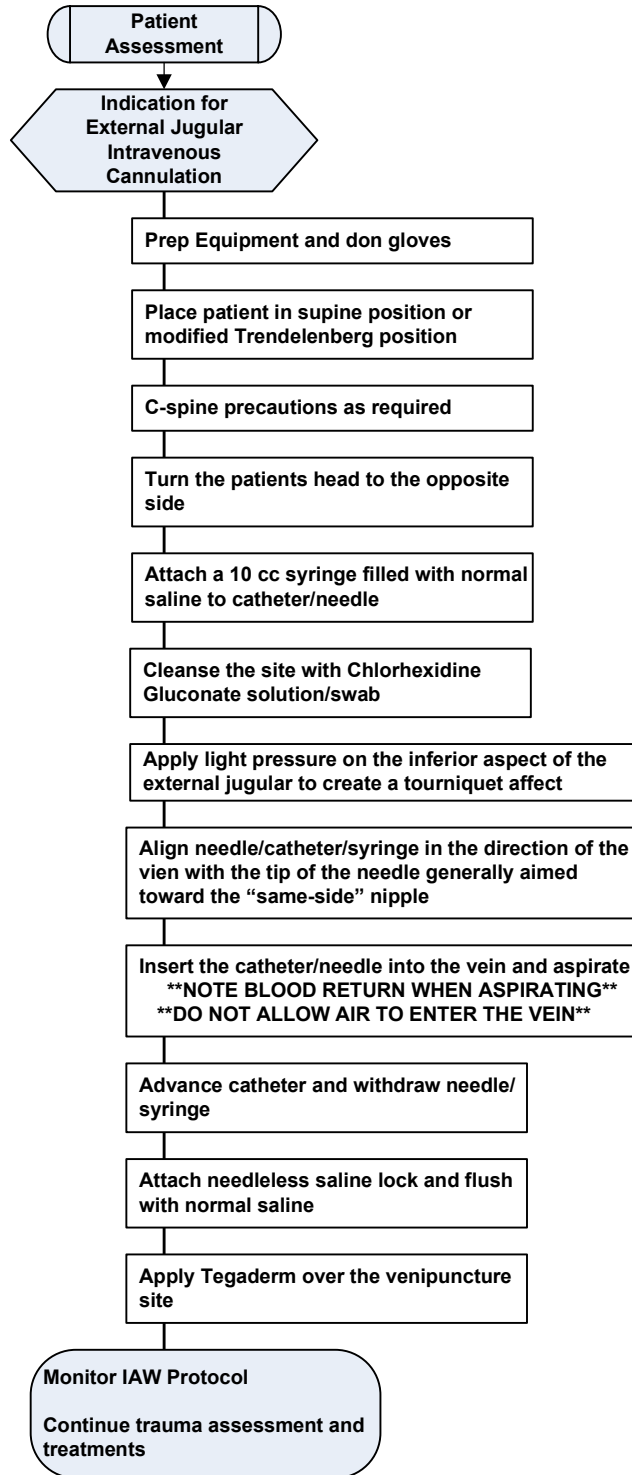 Patient
Assessment
Indication for
External Jugular
Intravenous
Cannulation
Prep Equipment and don gloves
Place patient in supine position or
modified Trendelenberg position
C-spine precautions as required
Turn the patients head to the opposite
side
Attach a 10 cc syringe filled with normal
saline to catheter/needle
Cleanse the site with Chlorhexidine
Gluconate solution/swab
Apply light pressure on the inferior aspect of the
external jugular to create a tourniquet affect
Align needle/catheter/syringe in the direction of the
vien with the tip of the needle generally aimed
toward the “same-side” nipple
Insert the catheter/needle into the vein and aspirate
**NOTE BLOOD RETURN WHEN ASPIRATING**
**DO NOT ALLOW AIR TO ENTER THE VEIN**
Advance catheter and withdraw needle/
syringe
Attach needleless saline lock and flush
with normal saline
Apply Tegaderm over the venipuncture
site
Monitor IAW Protocol
Continue trauma assessment and
treatments